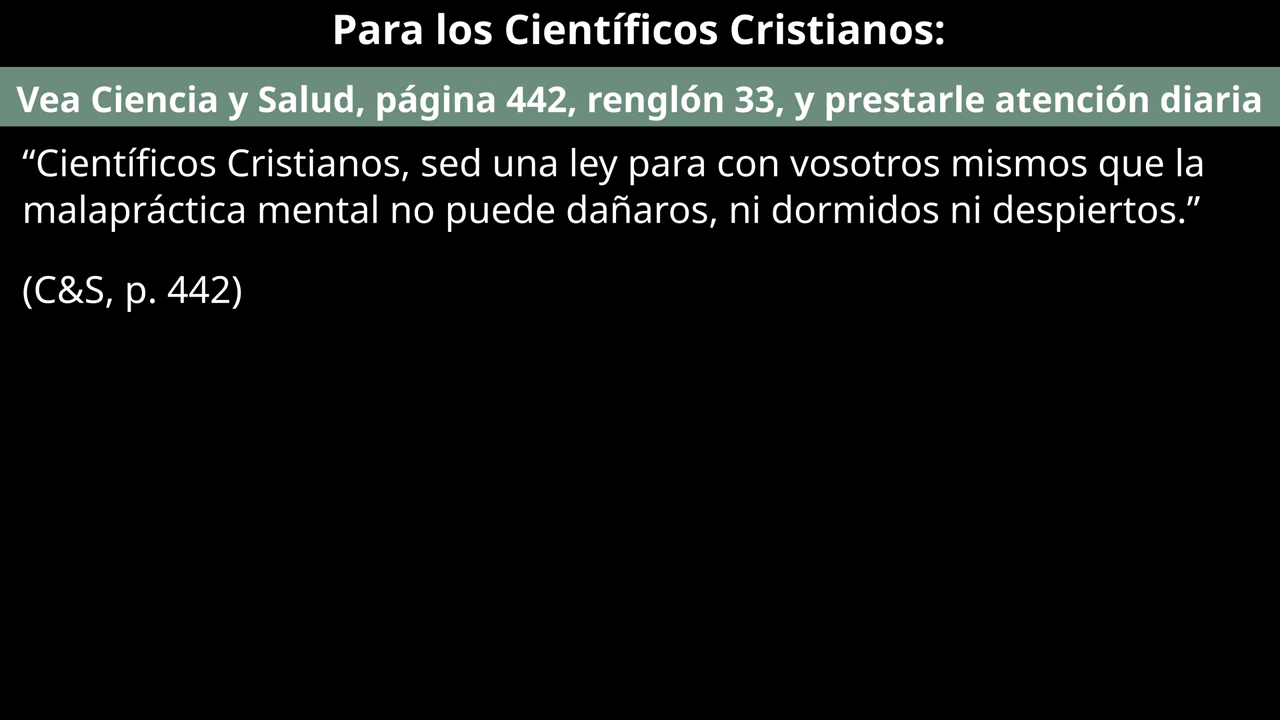 Para los Científicos Cristianos:
Vea Ciencia y Salud, página 442, renglón 33, y prestarle atención diaria
“Científicos Cristianos, sed una ley para con vosotros mismos que la
malapráctica mental no puede dañaros, ni dormidos ni despiertos.”
(C&S, p. 442)